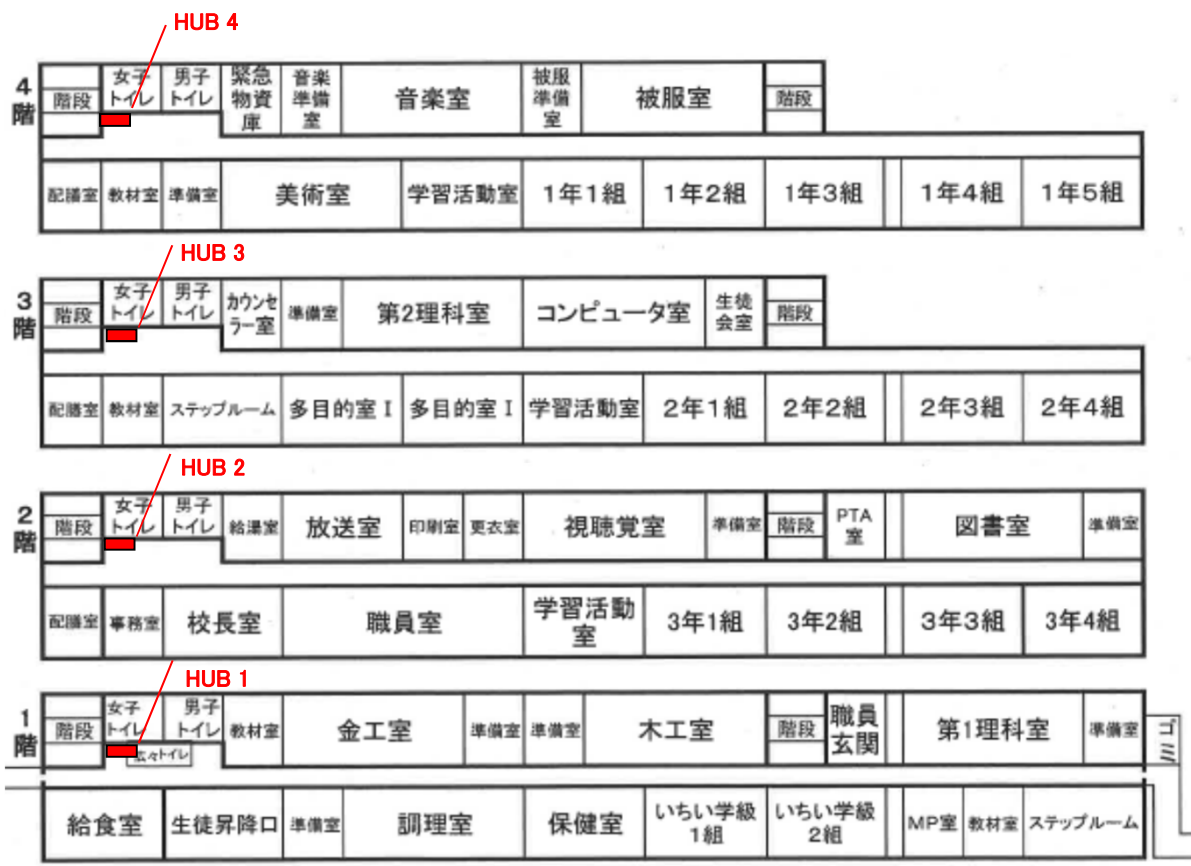 HUB 4
4階
階段
女子トイレ
男子トイレ
緊急物資庫
音楽準備室
音楽室
被服準備室
被服室
階段
配膳室
教材室
準備室
美術室
学習活動室
1年1組
1年2組
1年3組
1年4組
1年5組
HUB 3
3階
階段
女子トイレ
男子トイレ
カウンセラー室
準備室
第2理科室
コンピュータ室
生徒会室
階段
配膳室
教材室
ステップルーム
多目的室Ⅰ
多目的室Ⅰ
学習活動室
2年1組
2年2組
2年3組
2年4組
HUB 2
2階
階段
女子トイレ
男子トイレ
給湯室
放送室
印刷室
更衣室
視聴覚室
準備室
階段
PTA室
図書室
準備室
配膳室
事務室
校長室
職員室
学習活動室
3年1組
3年2組
3年3組
3年4組
HUB 1
1階
階段
女子トイレ
男子トイレ
広々トイレ
教材室
金工室
準備室
準備室
木工室
階段
職員玄関
第1理科室
準備室
ゴミ
給食室
生徒昇降口
準備室
調理室
保健室
いちい学級1組
いちい学級2組
MP室
教材室
ステップルーム